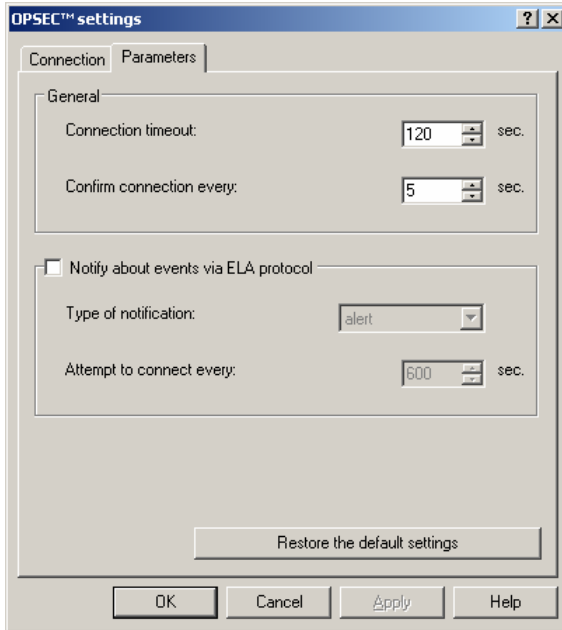 OPSEC™ settings
Connection Parameters
General
Connection timeout: 120 sec.
Confirm connection every: 5 sec.
Notify about events via ELA protocol
Type of notification: alert
Attempt to connect every: 600 sec.
Restore the default settings
OK Cancel Apply Help